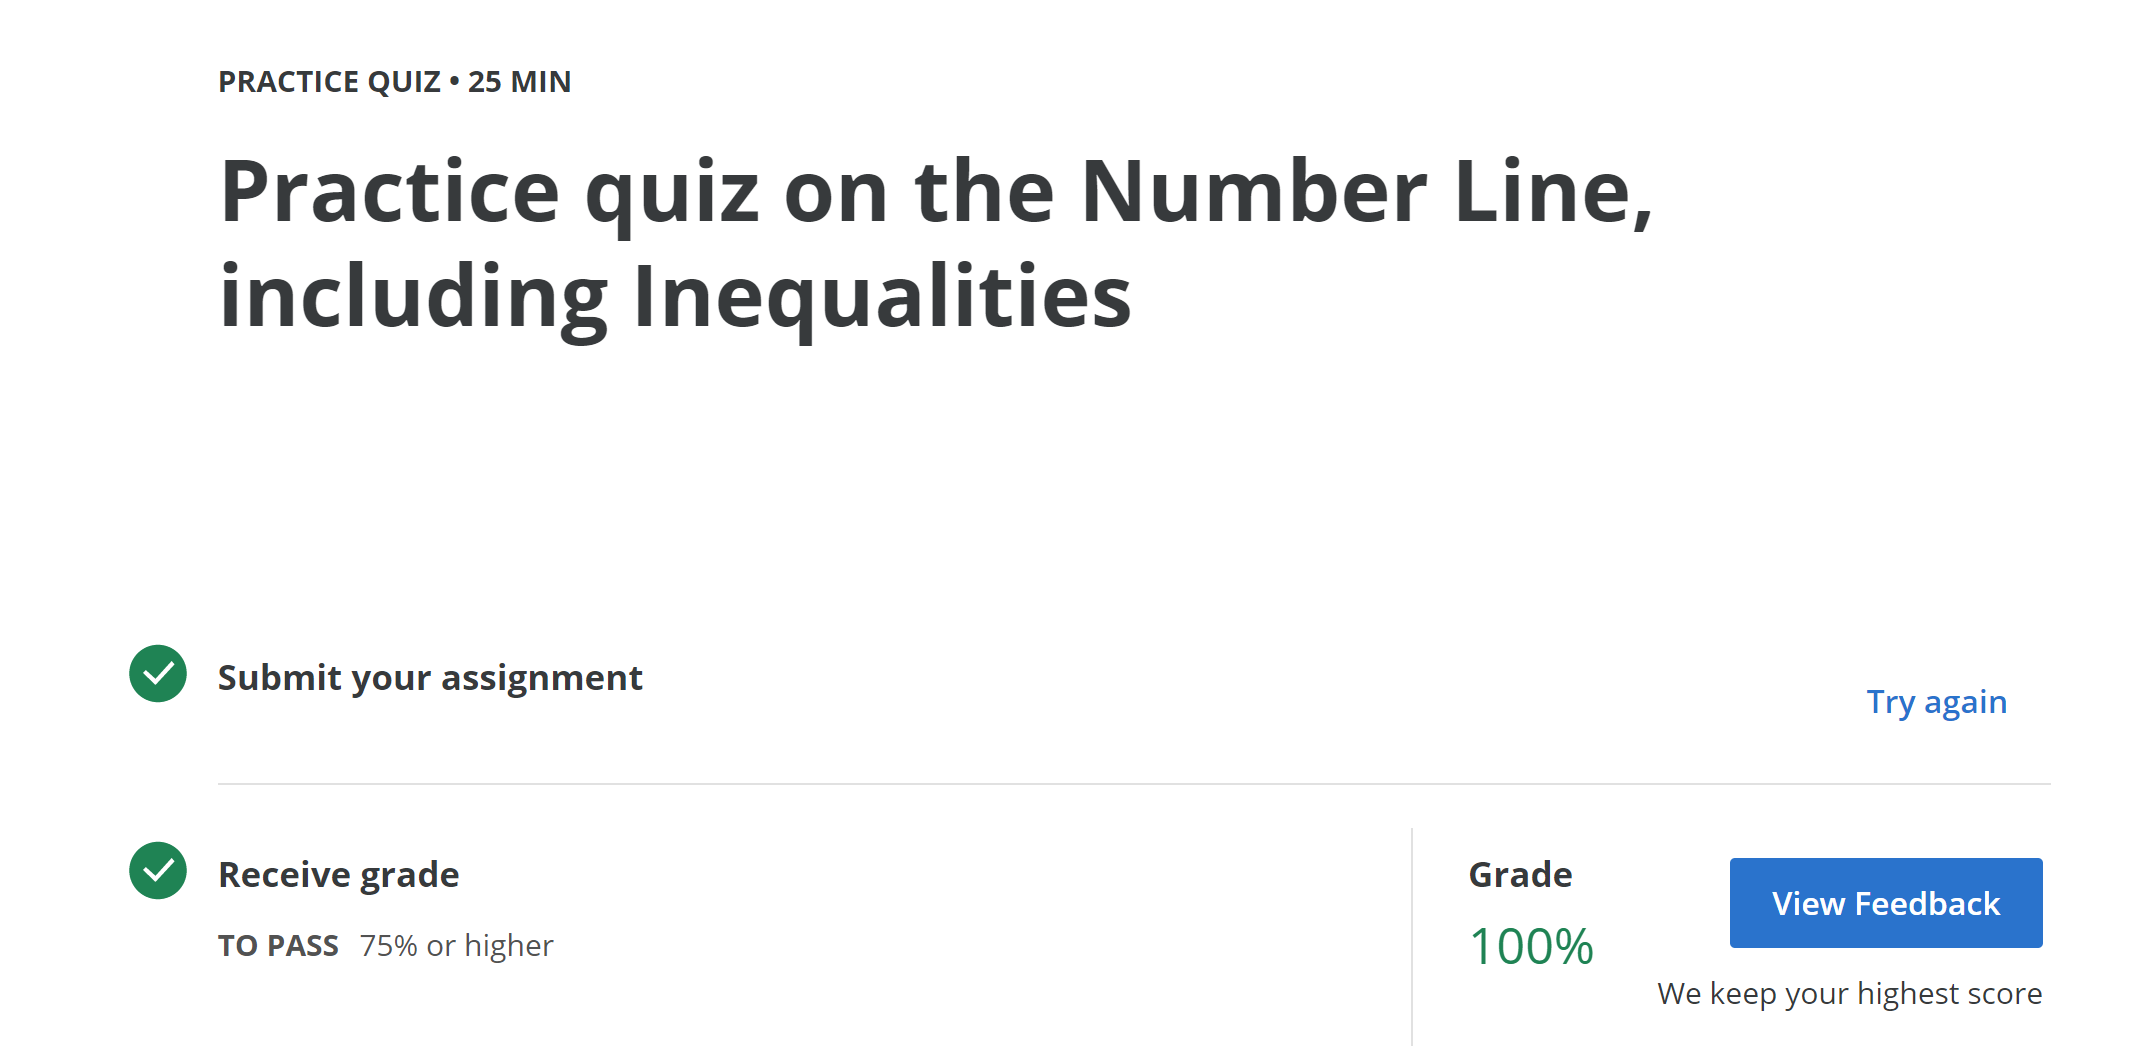 PRACTICE QUIZ • 25 MIN
Practice quiz on the Number Line,
including Inequalities
Submit your assignment
Try again
Receive grade
TO PASS 75% or higher
Grade
100%
View Feedback
We keep your highest score